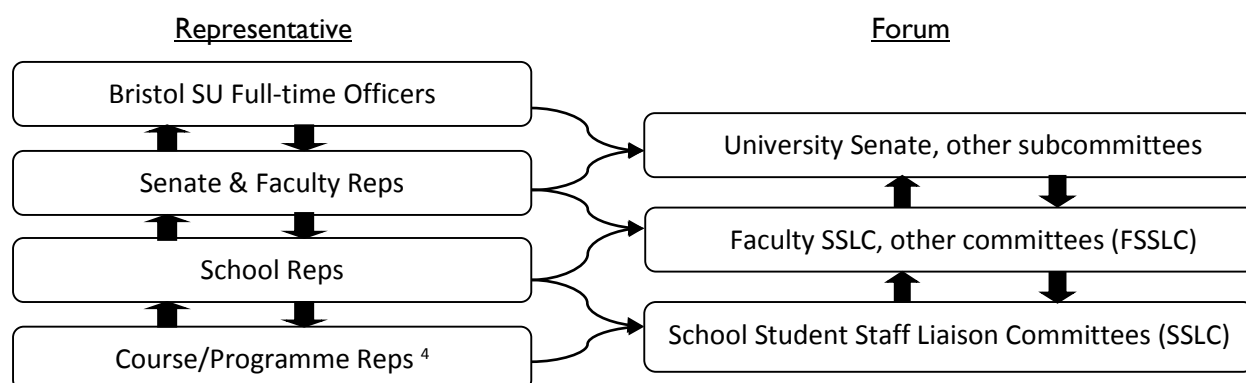 Representative
Forum
Bristol SU Full-time Officers
University Senate, other subcommittees
Senate & Faculty Reps
Faculty SSLC, other committees (FSSLC)
School Reps
School Student Staff Liaison Committees (SSLC)
Course/Programme Reps ⁴